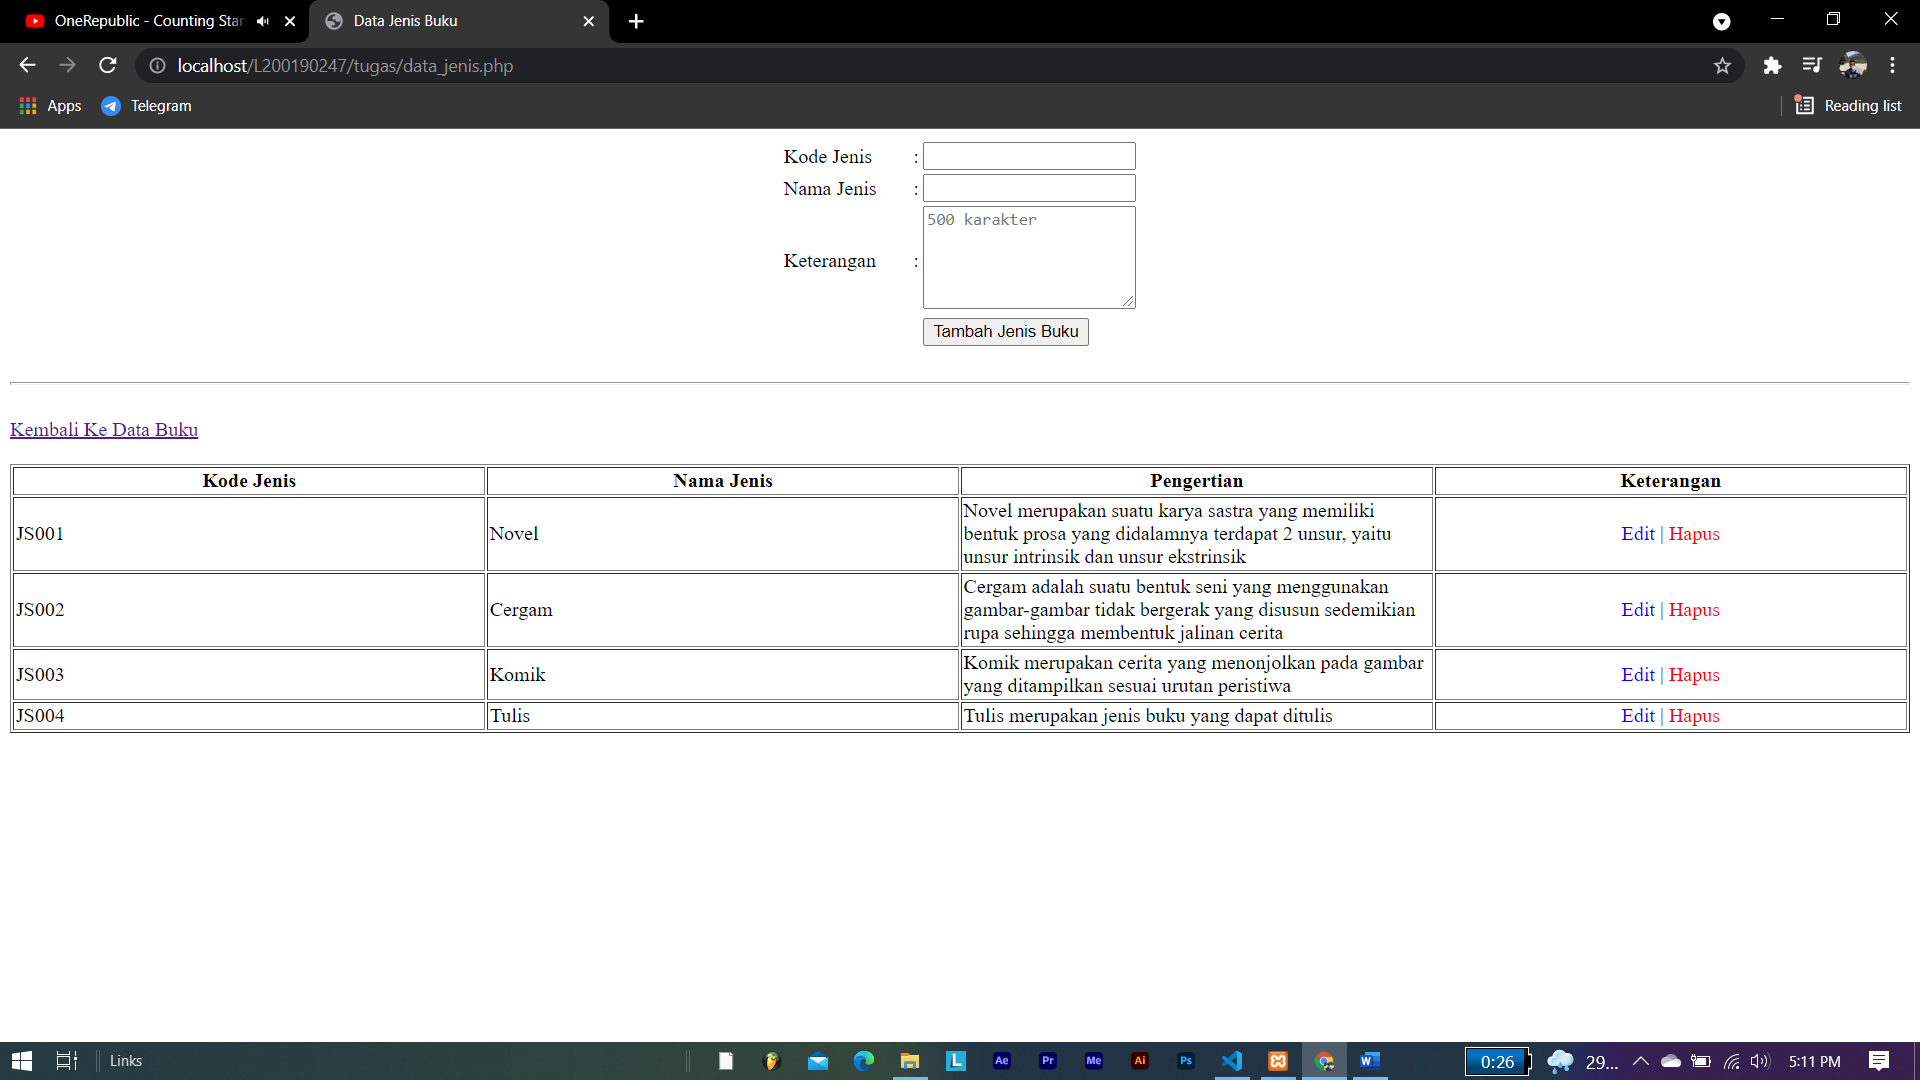 OneRepublic - Counting Star
Data Jenis Buku
localhost/L200190247/tugas/data_jenis.php
Apps
Telegram
Reading list
Kode Jenis :
Nama Jenis :
Keterangan : 500 karakter
Tambah Jenis Buku
Kembali Ke Data Buku
Kode Jenis Nama Jenis Pengertian Keterangan
JS001 Novel Novel merupakan suatu karya sastra yang memiliki
bentuk prosa yang didalamnya terdapat 2 unsur, yaitu
unsur intrinsik dan unsur ekstrinsik
Edit | Hapus
JS002 Cergam Cergam adalah suatu bentuk seni yang menggunakan
gambar-gambar tidak bergerak yang disusun sedemikian
rupa sehingga membentuk jalinan cerita
Edit | Hapus
JS003 Komik Komik merupakan cerita yang menonjolkan pada gambar
yang ditampilkan sesuai urutan peristiwa
Edit | Hapus
JS004 Tulis Tulis merupakan jenis buku yang dapat ditulis Edit | Hapus
Links
L
Ae
Pr
Me
Ai
Ps
W
0:26
29...
5:11 PM